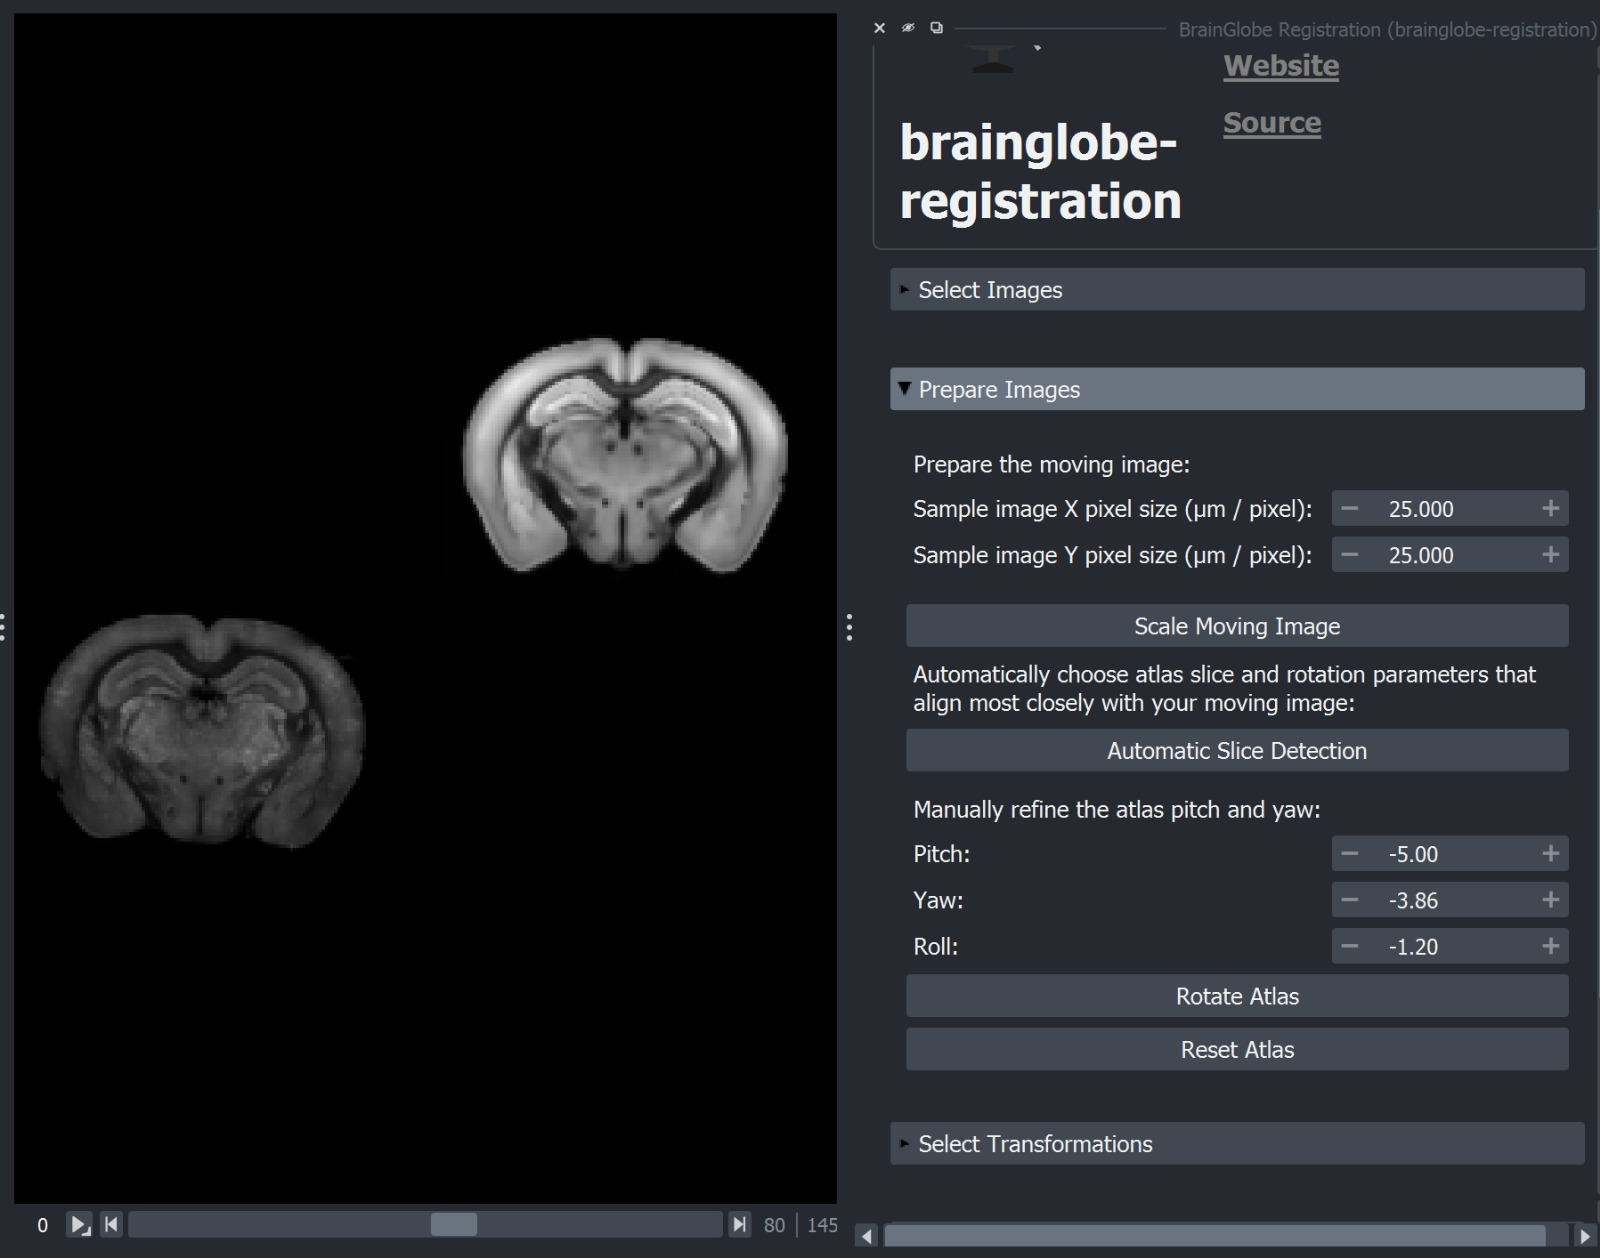 BrainGlobe Registration (brainglobe-registration)
Website
Source
brainglobe-
registration
Select Images
Prepare Images
Prepare the moving image:
Sample image X pixel size (µm / pixel): 25.000
Sample image Y pixel size (µm / pixel): 25.000
Scale Moving Image
Automatically choose atlas slice and rotation parameters that
align most closely with your moving image:
Automatic Slice Detection
Manually refine the atlas pitch and yaw:
Pitch: -5.00
Yaw: -3.86
Roll: -1.20
Rotate Atlas
Reset Atlas
Select Transformations
0 80 145